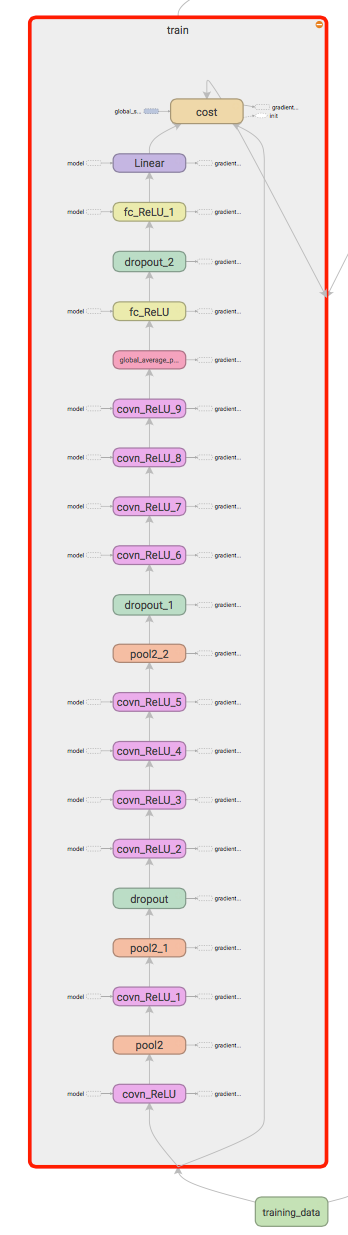 train
global_s... cost gradient...
init
model Linear gradient...
model fc_ReLU_1 gradient...
dropout_2 gradient...
model fc_ReLU gradient...
global_average_p... gradient...
model covn_ReLU_9 gradient...
model covn_ReLU_8 gradient...
model covn_ReLU_7 gradient...
model covn_ReLU_6 gradient...
dropout_1 gradient...
pool2_2 gradient...
model covn_ReLU_5 gradient...
model covn_ReLU_4 gradient...
model covn_ReLU_3 gradient...
model covn_ReLU_2 gradient...
dropout gradient...
pool2_1 gradient...
model covn_ReLU_1 gradient...
pool2 gradient...
model covn_ReLU gradient...
training_data